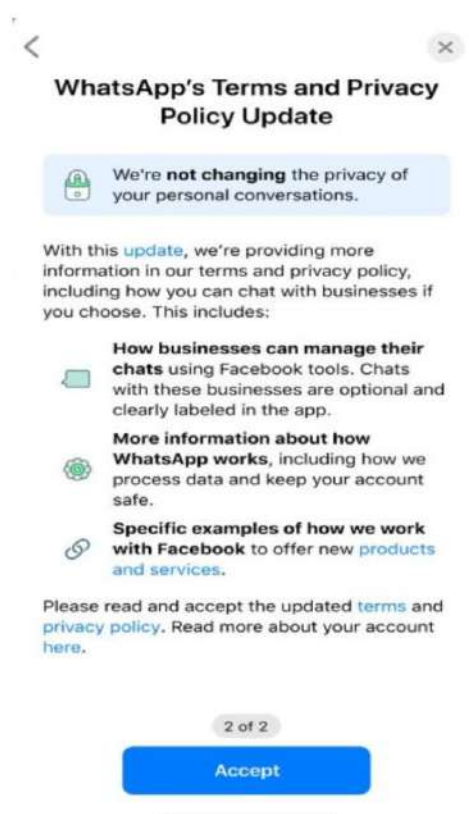 WhatsApp's Terms and Privacy
Policy Update
We're not changing the privacy of
your personal conversations.
With this update, we're providing more
information in our terms and privacy policy,
including how you can chat with businesses if
you choose. This includes:
How businesses can manage their
chats using Facebook tools. Chats
with these businesses are optional and
clearly labeled in the app.
More information about how
WhatsApp works, including how we
process data and keep your account
safe.
Specific examples of how we work
with Facebook to offer new products
and services.
Please read and accept the updated terms and
privacy policy. Read more about your account
here.
2 of 2
Accept